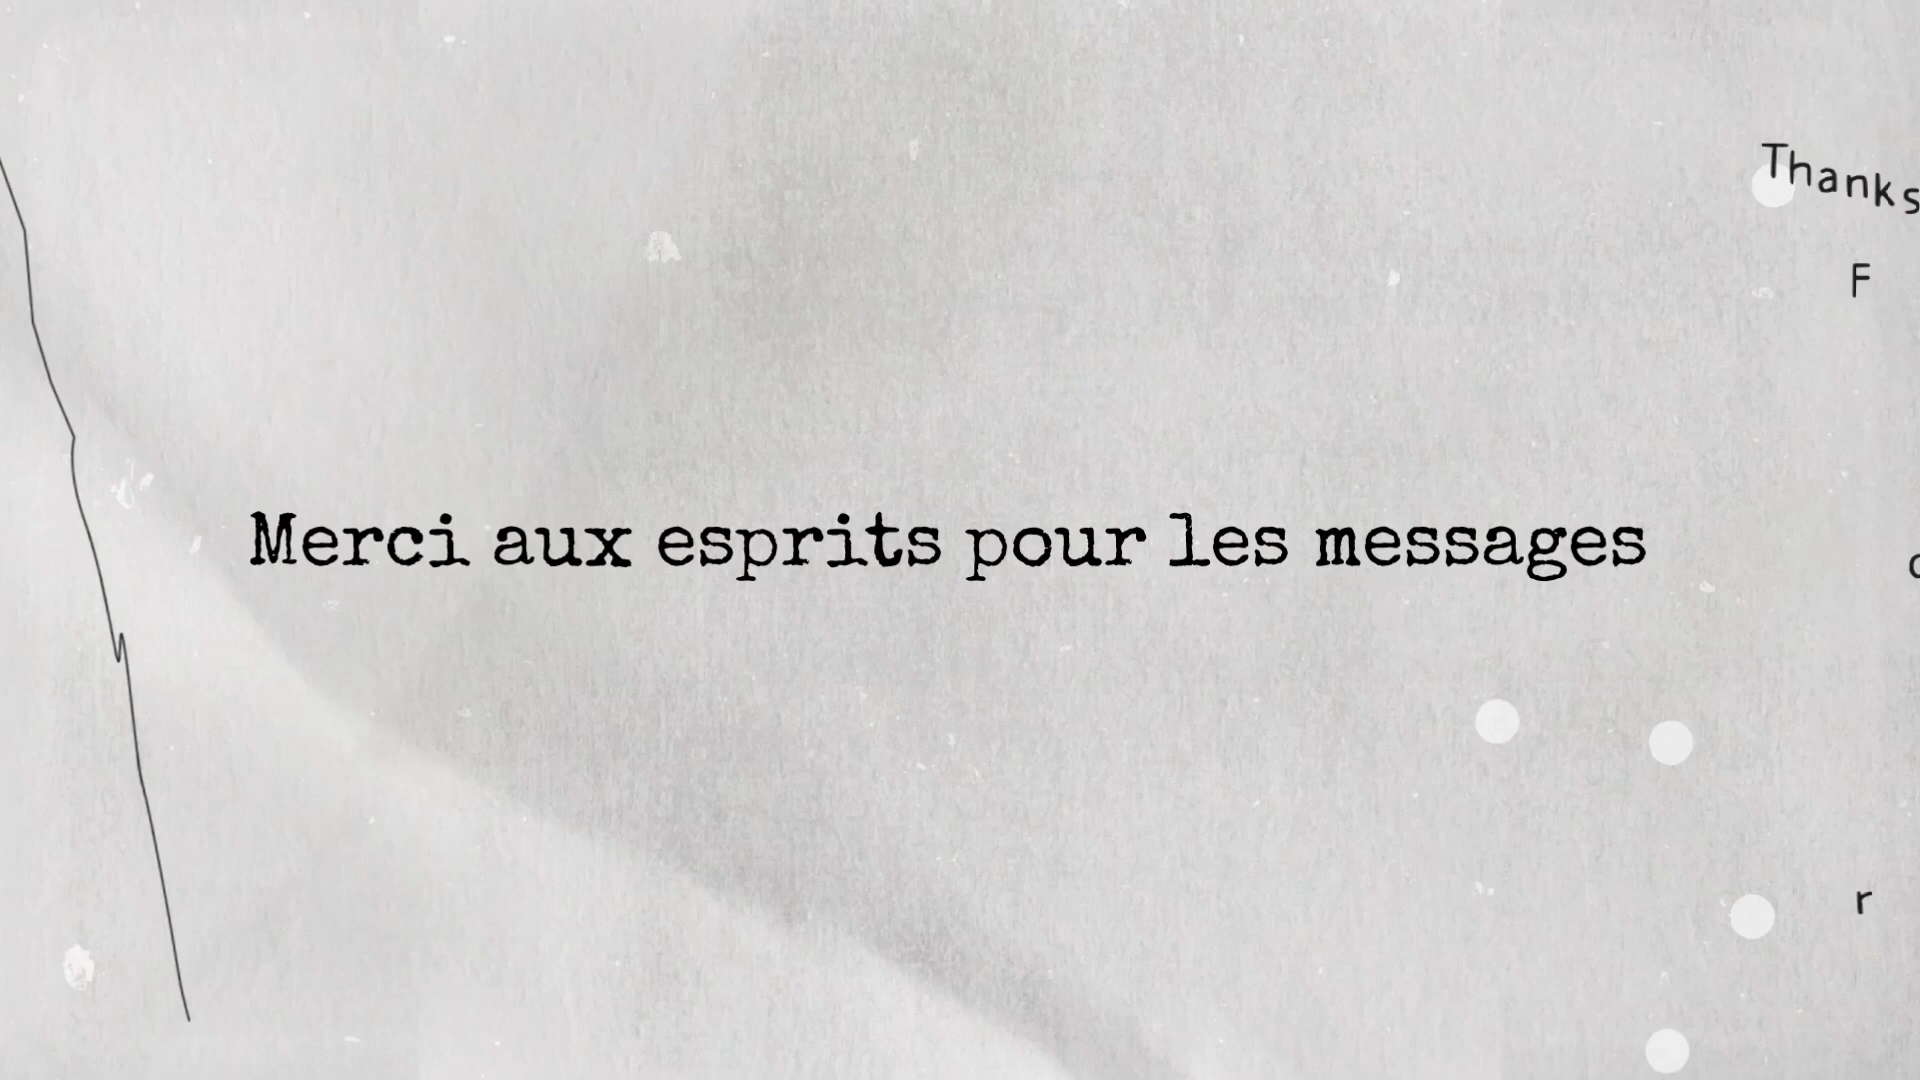 Thanks
F
Merci aux esprits pour les messages
r